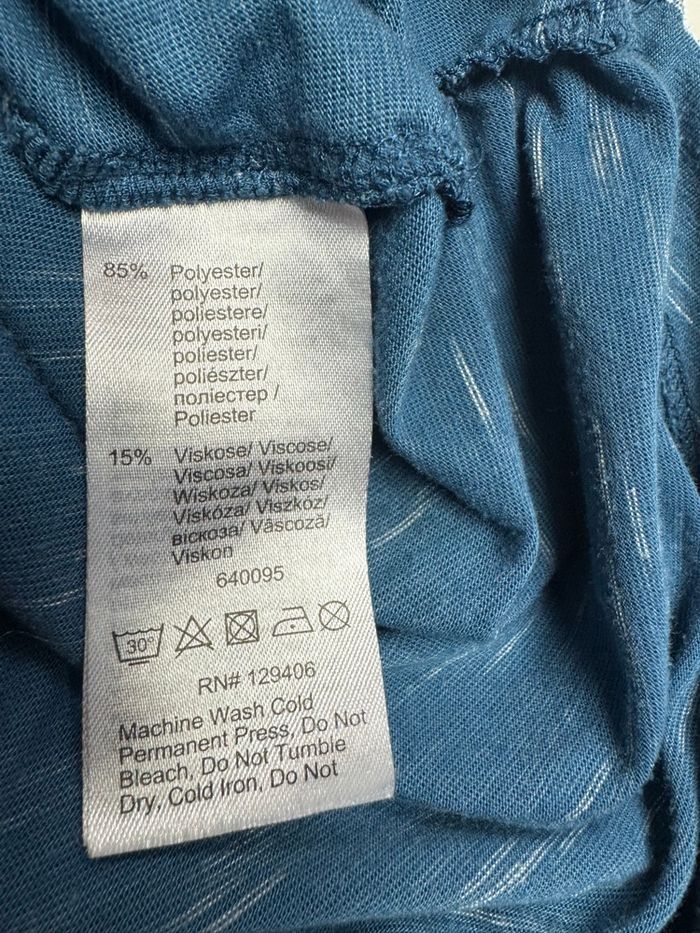 85% Polyester/
polyester/
poliestere/
polyesteri/
poliester/
poliészter/
поліестер /
Poliester
15% Viskose/ Viscose/
Viscosa/ Viskoosi/
Wiskoza/ Viskos/
Viskóza/ Viszkóz/
віскоза/ Vâscoză/
Viskon
640095
30°
RN# 129406
Machine Wash Cold
Permanent Press, Do Not
Bleach, Do Not Tumble
Dry, Cold Iron, Do Not